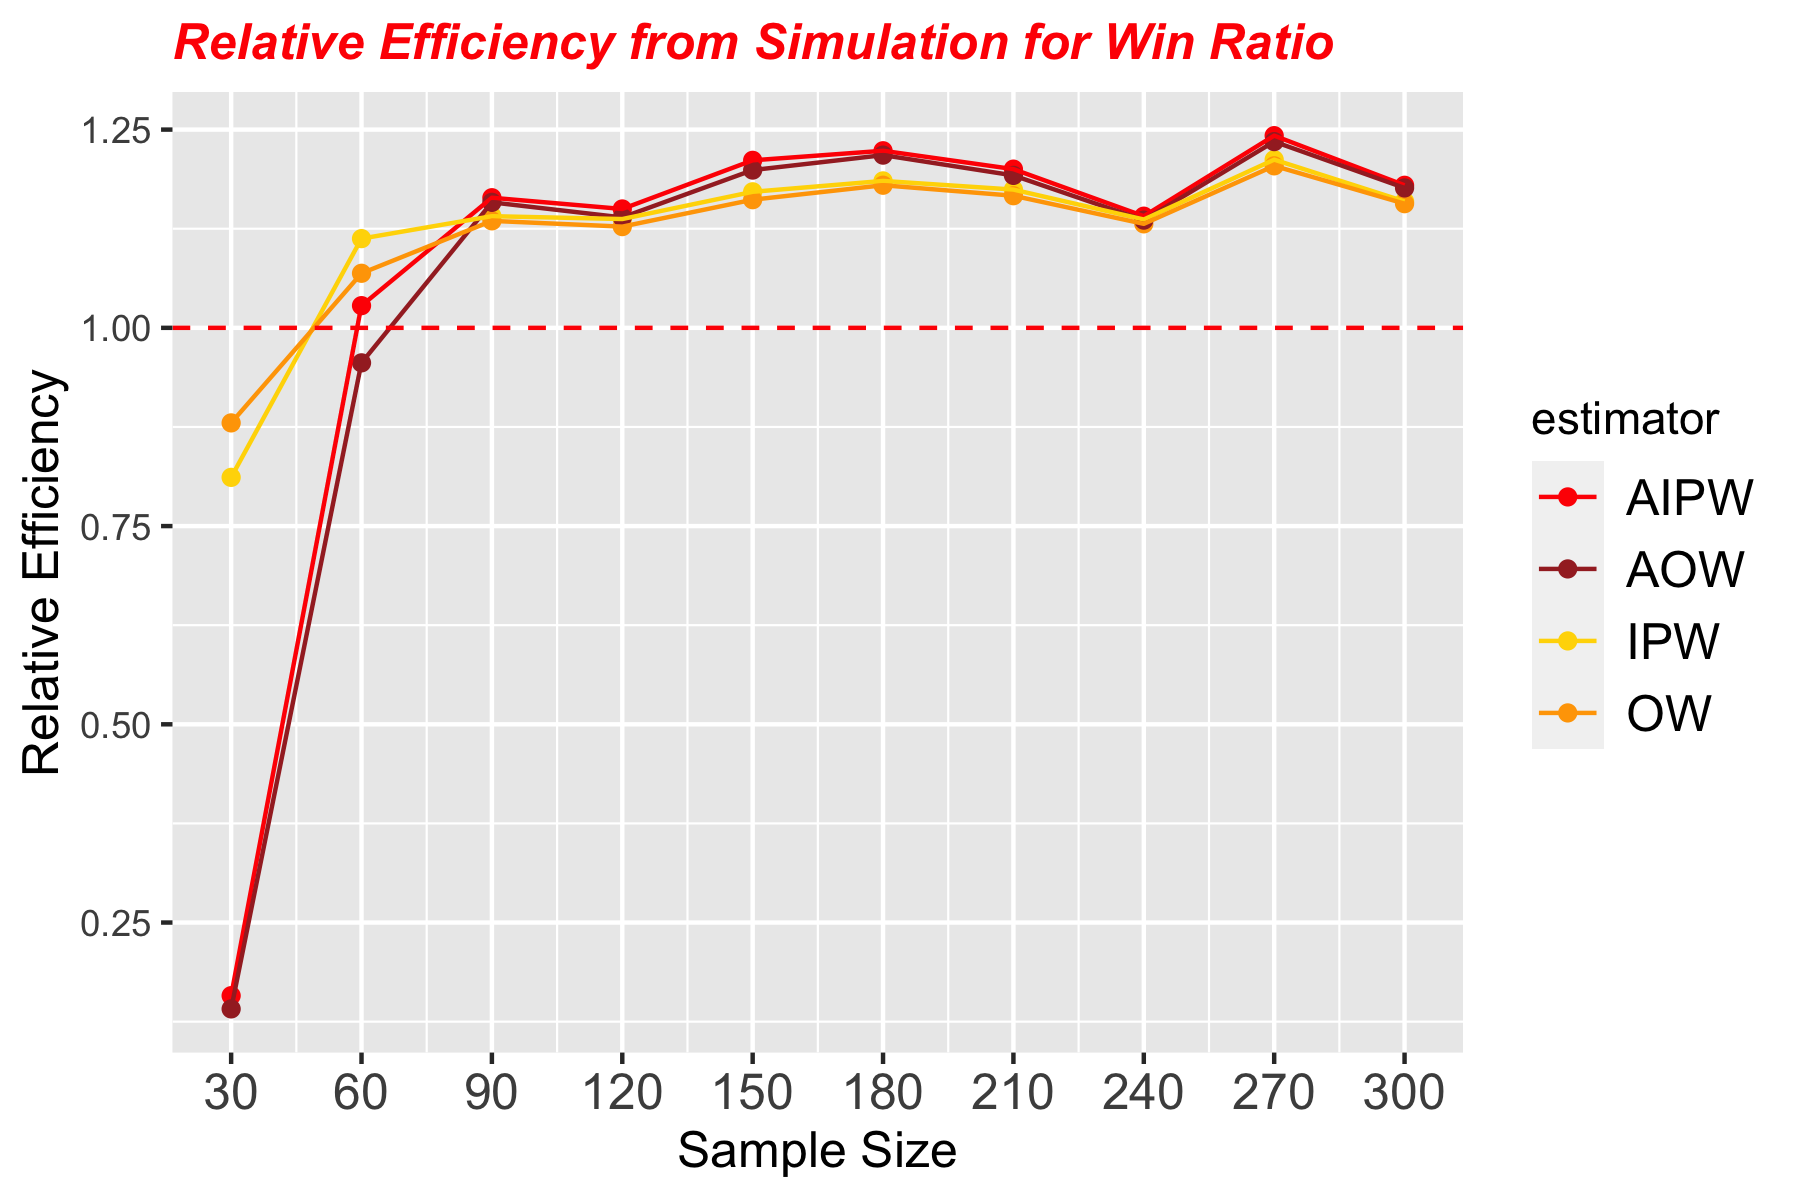 Relative Efficiency from Simulation for Win Ratio
Relative Efficiency
1.25
1.00
0.75
0.50
0.25
30 60 90 120 150 180 210 240 270 300
Sample Size
estimator
AIPW
AOW
IPW
OW